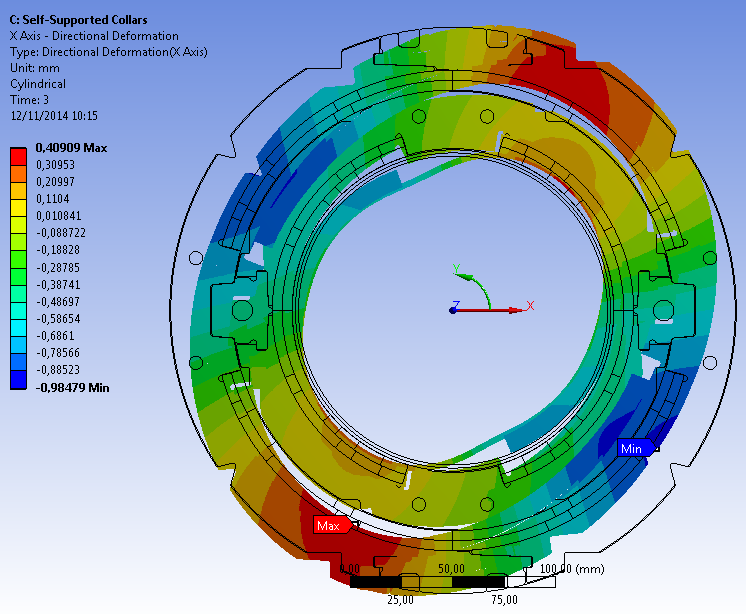 C: Self-Supported Collars
X Axis - Directional Deformation
Type: Directional Deformation(X Axis)
Unit: mm
Cylindrical
Time: 3
12/11/2014 10:15
0,40909 Max
0,30953
0,20997
0,1104
0,010841
-0,088722
-0,18828
-0,28785
-0,38741
-0,48697
-0,58654
-0,6861
-0,78566
-0,88523
-0,98479 Min
Y
Z
X
Min
Max
0,00 50,00 100,00 (mm)
25,00 75,00